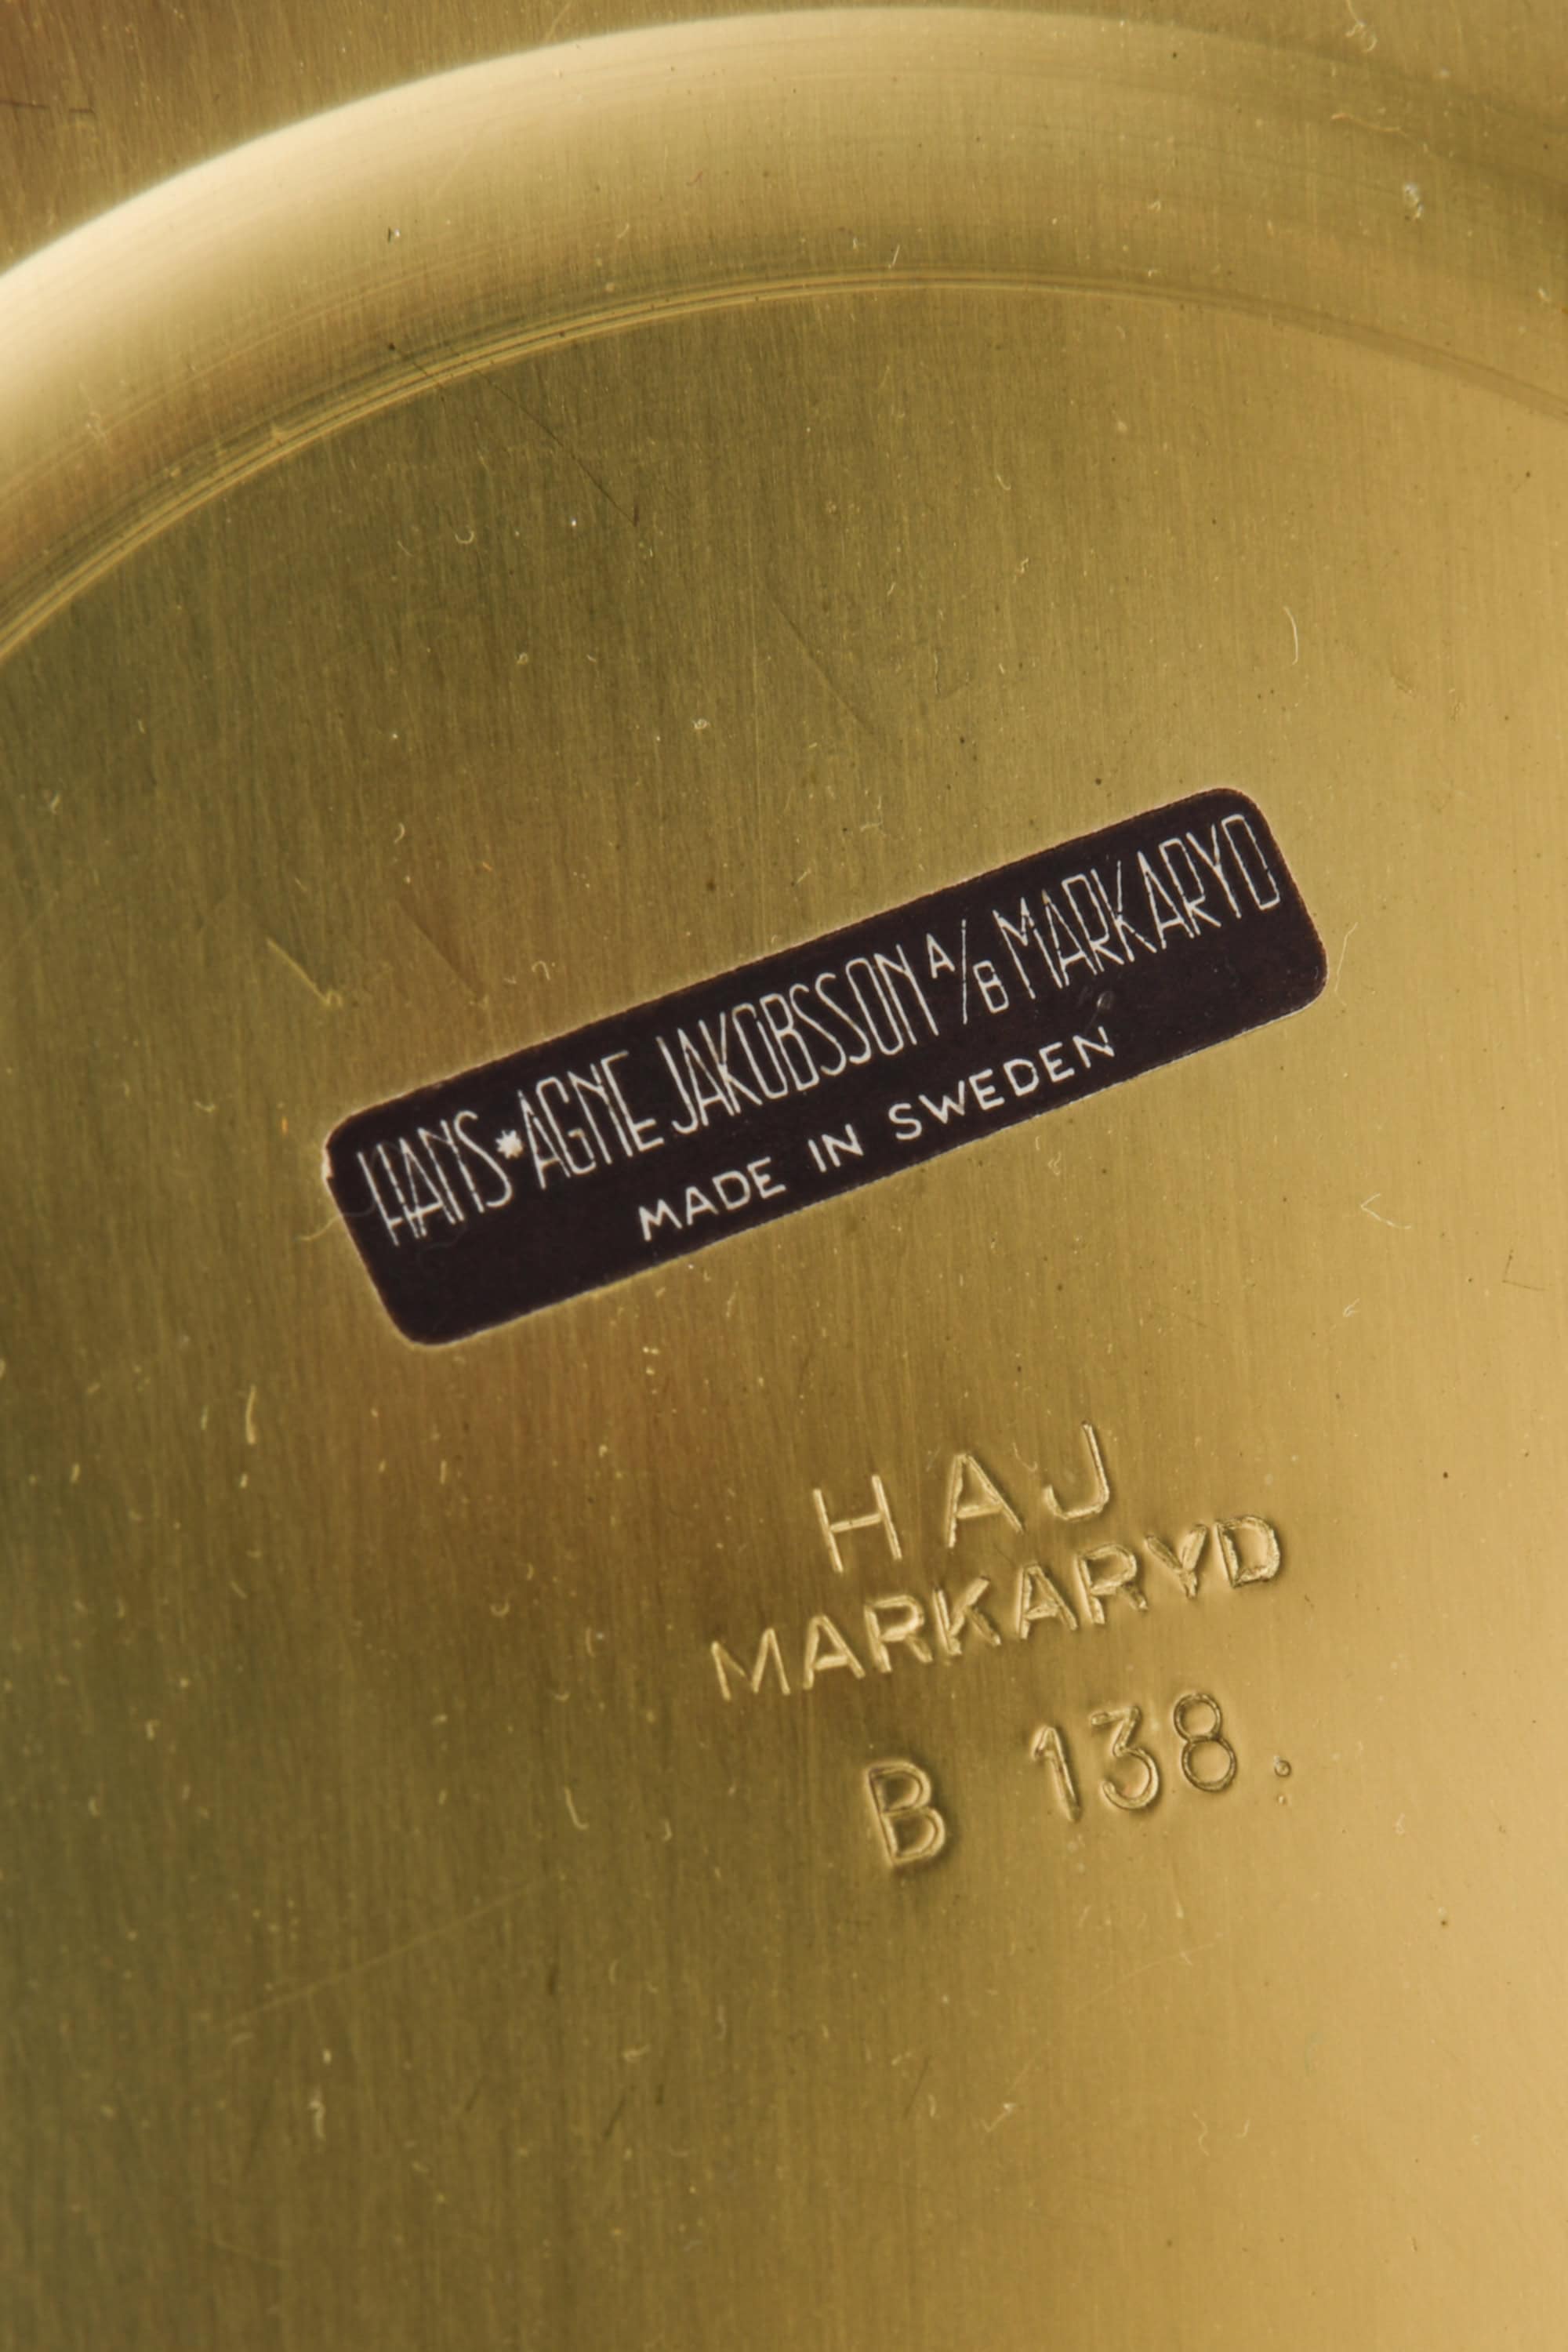 HANS*AGNE JAKOBSSON A/B MARKARYD
MADE IN SWEDEN
HAJ
MARKARYD
B 138.